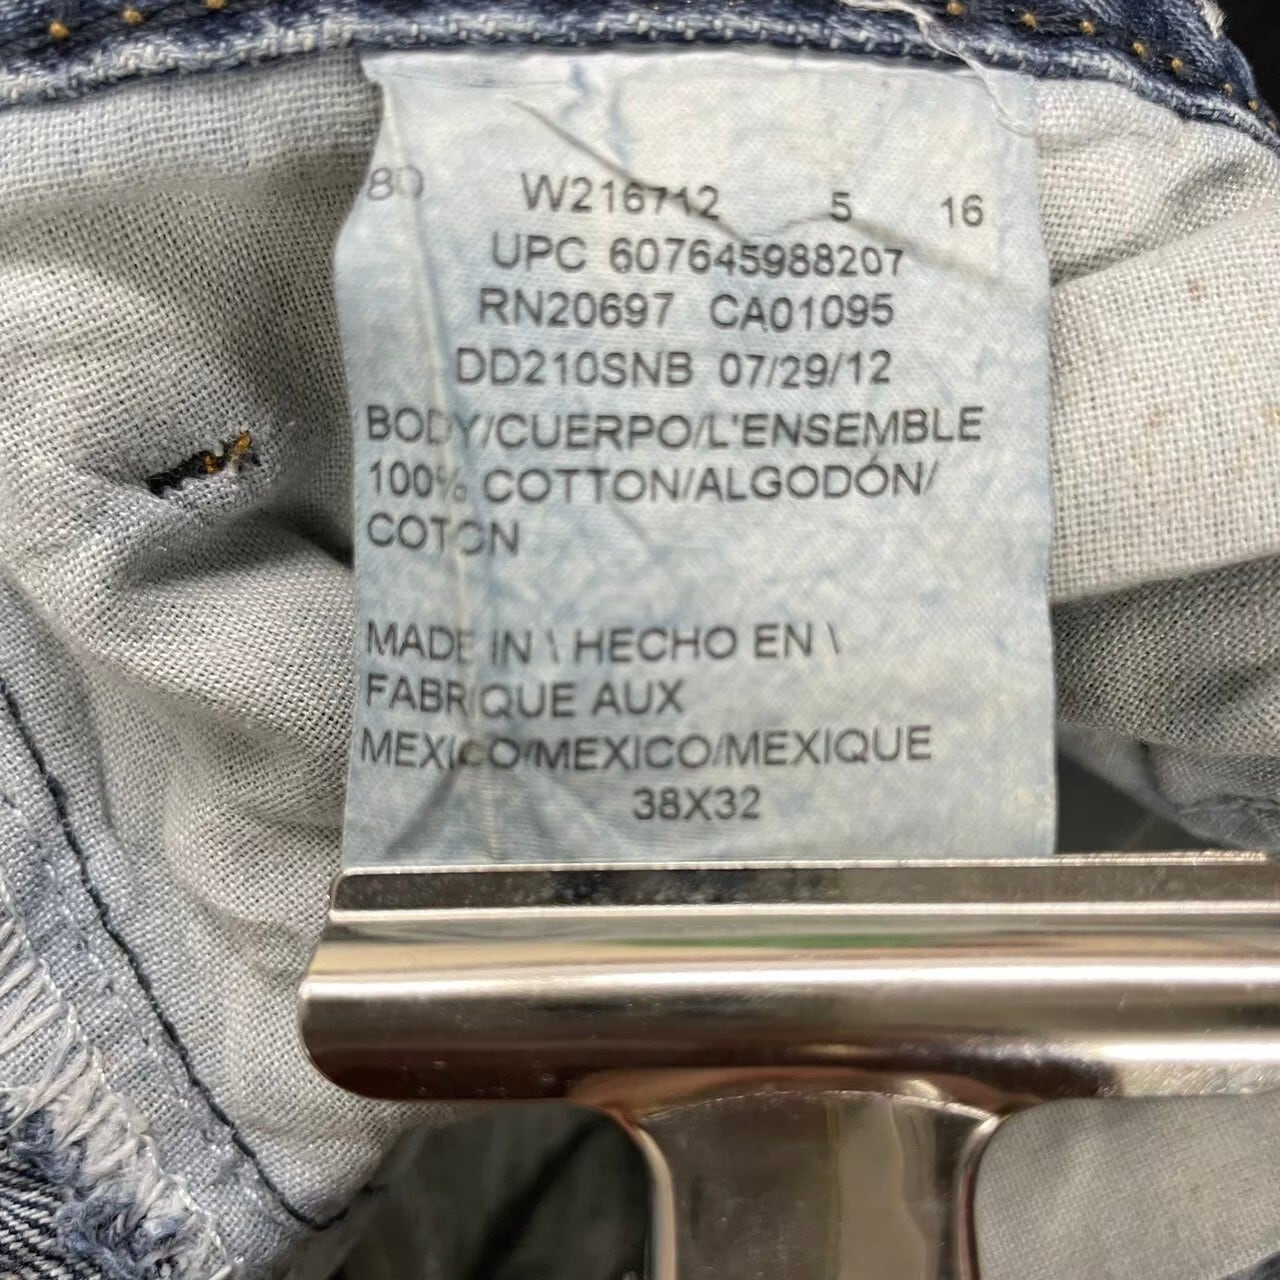 80 W216712 5 16
UPC 607645988207
RN20697 CA01095
DD210SNB 07/29/12
BODY/CUERPO/L'ENSEMBLE
100% COTTON/ALGODÓN/
COTON
MADE IN \ HECHO EN \
FABRIQUE AUX
MEXICO/MEXICO/MEXIQUE
38X32